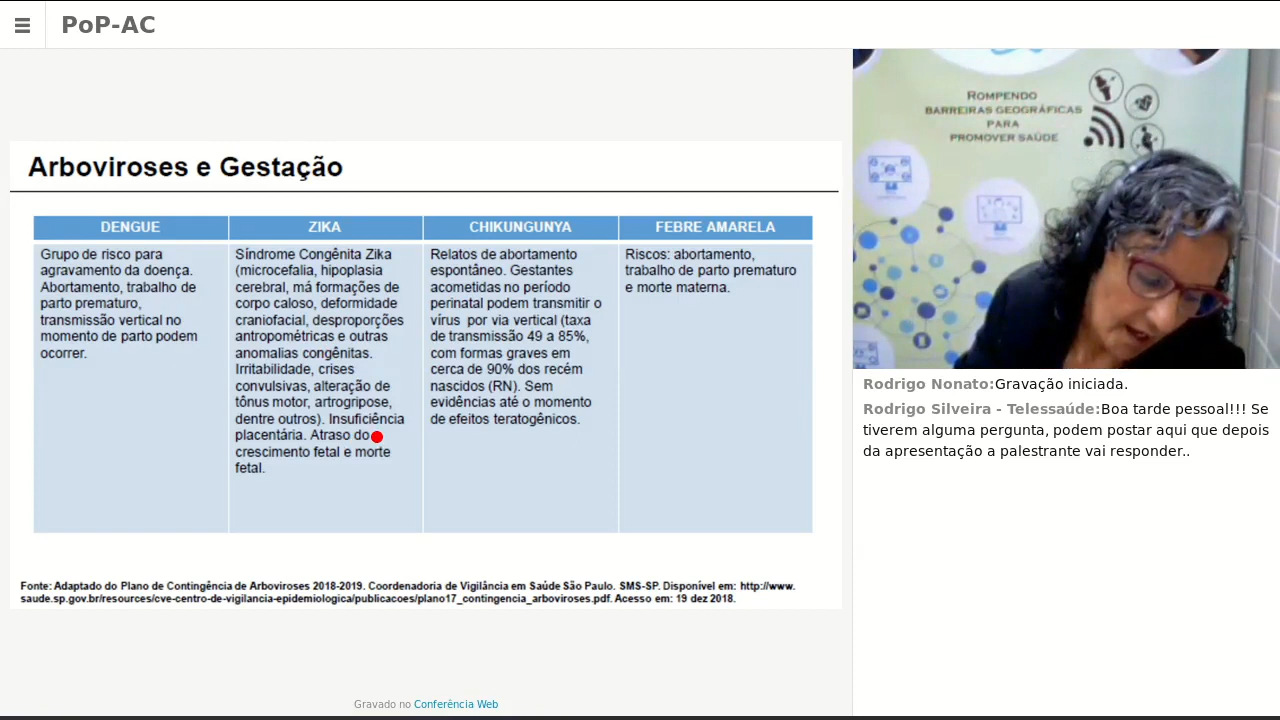 PoP-AC
Arboviroses e Gestação
DENGUE
Grupo de risco para
agravamento da doença.
Abortamento, trabalho de
parto prematuro,
transmissão vertical no
momento de parto podem
ocorrer.
ZIKA
Síndrome Congênita Zika
(microcefalia, hipoplasia
cerebral, má formações de
corpo caloso, deformidade
craniofacial, desproporções
antropométricas e outras
anomalias congênitas.
Irritabilidade, crises
convulsivas, alteração de
tônus motor, artrogripose,
dentre outros). Insuficiência
placentária. Atraso do
crescimento fetal e morte
fetal.
CHIKUNGUNYA
Relatos de abortamento
espontâneo. Gestantes
acometidas no período
perinatal podem transmitir o
vírus por via vertical (taxa
de transmissão 49 a 85%,
com formas graves em
cerca de 90% dos recém
nascidos (RN). Sem
evidências até o momento
de efeitos teratogênicos.
FEBRE AMARELA
Riscos: abortamento,
trabalho de parto prematuro
e morte materna.
Fonte: Adaptado do Plano de Contingência de Arboviroses 2018-2019. Coordenadoria de Vigilância em Saúde São Paulo. SMS-SP. Disponível em: http://www.
saude.sp.gov.br/resources/cve-centro-de-vigilancia-epidemiologica/publicacoes/plano17_contingencia_arboviroses.pdf. Acesso em: 19 dez 2018.
Gravado no Conferência Web
ROMPENDO
BARREIRAS GEOGRÁFICAS
PARA
PROMOVER SAÚDE
Rodrigo Nonato:Gravação iniciada.
Rodrigo Silveira - Telessaúde:Boa tarde pessoal!!! Se
tiverem alguma pergunta, podem postar aqui que depois
da apresentação a palestrante vai responder..